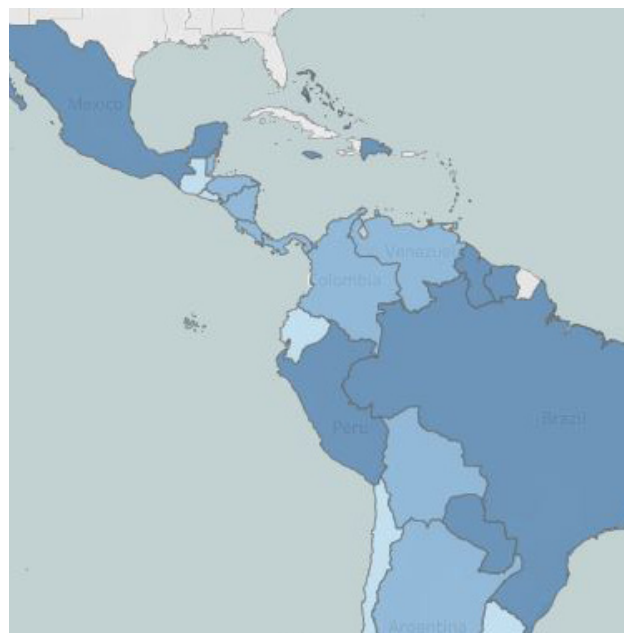 Mexico
Venezuela
Colombia
Peru
Brazil
Argentina